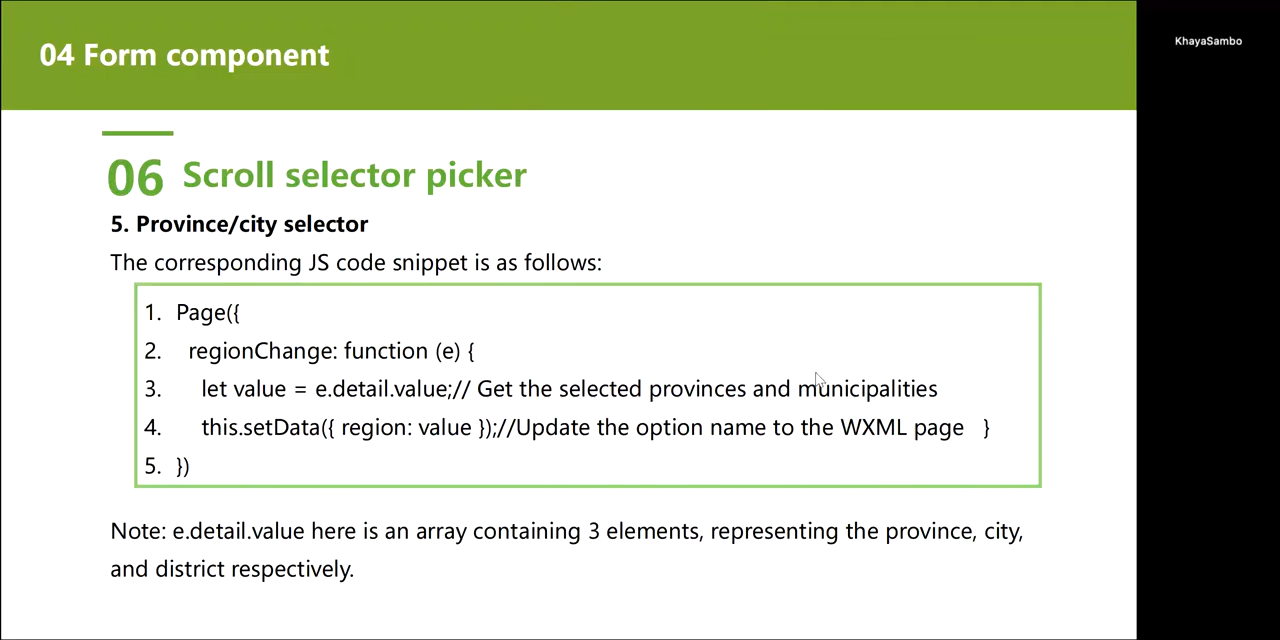 04 Form component
KhayaSambo
06 Scroll selector picker
5. Province/city selector
The corresponding JS code snippet is as follows:
1. Page({
2. regionChange: function (e) {
3. let value = e.detail.value;// Get the selected provinces and municipalities
4. this.setData({ region: value });//Update the option name to the WXML page }
5. })
Note: e.detail.value here is an array containing 3 elements, representing the province, city,
and district respectively.